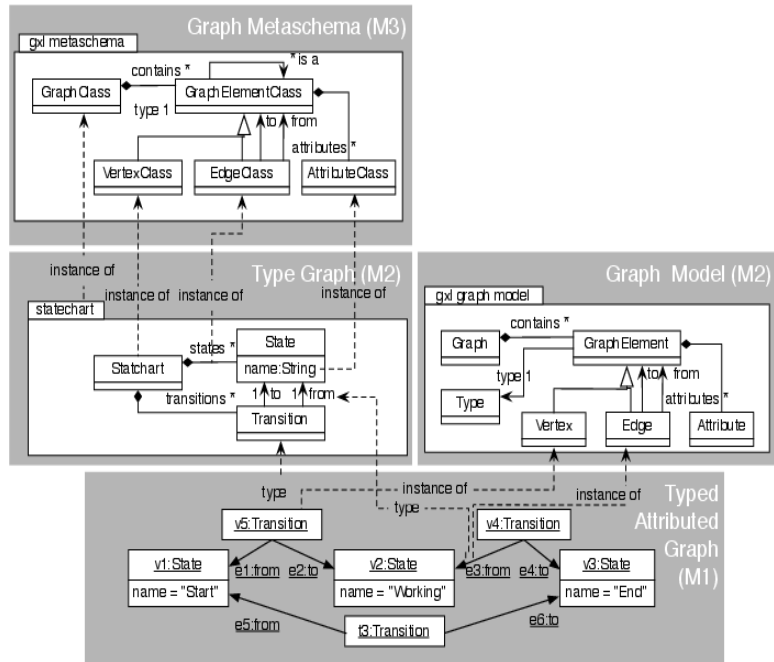 Graph Metaschema (M3)
gxl metaschema
* is a
contains *
GraphClass
GraphElementClass
type 1
to from
attributes *
VertexClass
EdgeClass
AttributeClass
instance of
instance of
instance of
instance of
Type Graph (M2)
statechart
State
states *
name:String
Statchart
1 to 1 from
transitions *
Transition
Graph Model (M2)
gxl graph model
contains *
Graph
GraphElement
type 1
to from
Type
attributes *
Vertex
Edge
Attribute
type
instance of
type
instance of
Typed
Attributed
Graph
(M1)
v5:Transition
v4:Transition
v1:State
name = "Start"
e1:from
e2:to
v2:State
name = "Working"
e3:from
e4:to
v3:State
name = "End"
e5:from
t3:Transition
e6:to